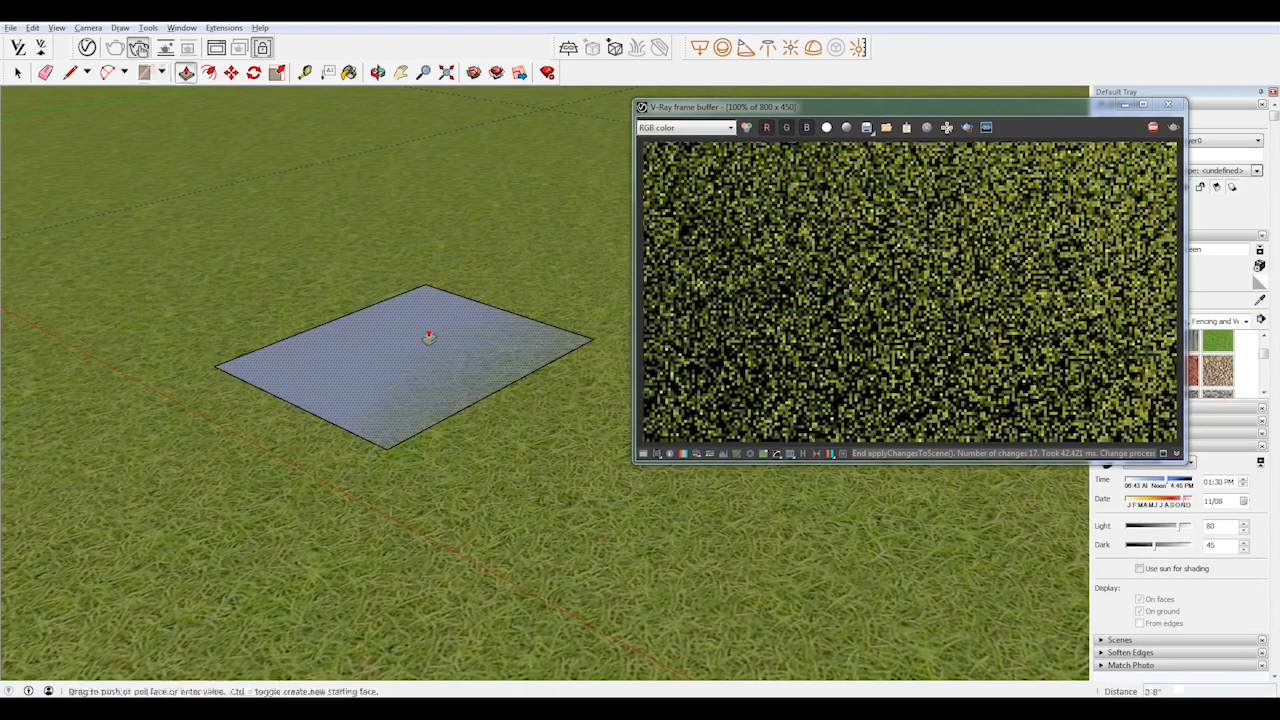 File Edit View Camera Draw Tools Window Extensions Help
Default Tray
V-Ray frame buffer - [100% of 800 x 450]
RGB color
R G B
ayer0
<undefined>
een
, Fencing and V
End applyChangesToScene(). Number of changes 17. Took 42.421 ms. Change process
Time 06:43 AM Noon 4:45 PM 01:30 PM
Date J F M A M J J A S O N D 11/08
Light 80
Dark 45
Use sun for shading
Display:
On faces
On ground
From edges
Scenes
Soften Edges
Match Photo
Drag to push or pull face or enter value. Ctrl = toggle create new starting face.
Distance